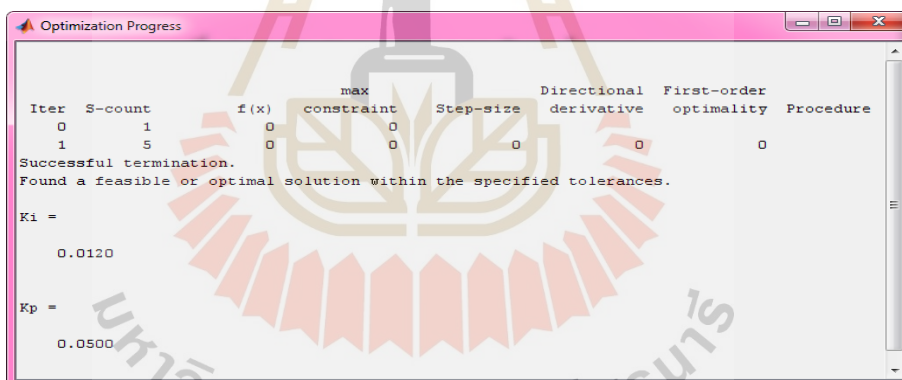 Optimization Progress
max Directional First-order
Iter S-count f(x) constraint Step-size derivative optimality Procedure
0 1 0 0
1 5 0 0 0 0 0
Successful termination.
Found a feasible or optimal solution within the specified tolerances.
Ki =
0.0120
Kp =
0.0500